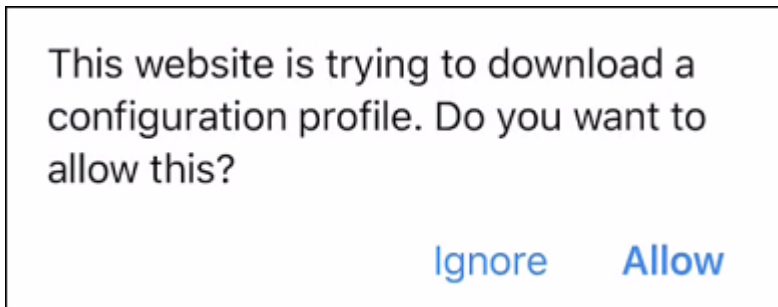 This website is trying to download a
configuration profile. Do you want to
allow this?
Ignore Allow